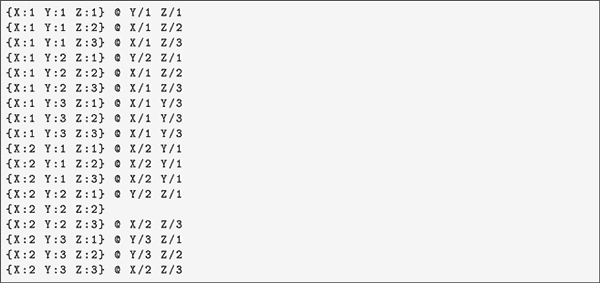 {X:1 Y:1 Z:1} @ Y/1 Z/1
{X:1 Y:1 Z:2} @ X/1 Z/2
{X:1 Y:1 Z:3} @ X/1 Z/3
{X:1 Y:2 Z:1} @ Y/2 Z/1
{X:1 Y:2 Z:2} @ X/1 Z/2
{X:1 Y:2 Z:3} @ X/1 Z/3
{X:1 Y:3 Z:1} @ X/1 Y/3
{X:1 Y:3 Z:2} @ X/1 Y/3
{X:1 Y:3 Z:3} @ X/1 Y/3
{X:2 Y:1 Z:1} @ X/2 Y/1
{X:2 Y:1 Z:2} @ X/2 Y/1
{X:2 Y:1 Z:3} @ X/2 Y/1
{X:2 Y:2 Z:1} @ Y/2 Z/1
{X:2 Y:2 Z:2}
{X:2 Y:2 Z:3} @ X/2 Z/3
{X:2 Y:3 Z:1} @ Y/3 Z/1
{X:2 Y:3 Z:2} @ Y/3 Z/2
{X:2 Y:3 Z:3} @ X/2 Z/3